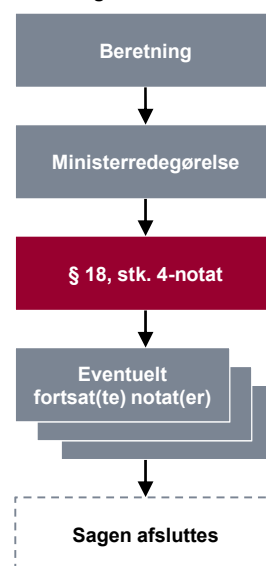 Beretning
Ministerredegørelse
§ 18, stk. 4-notat
Eventuelt
fortsat(te) notat(er)
Sagen afsluttes